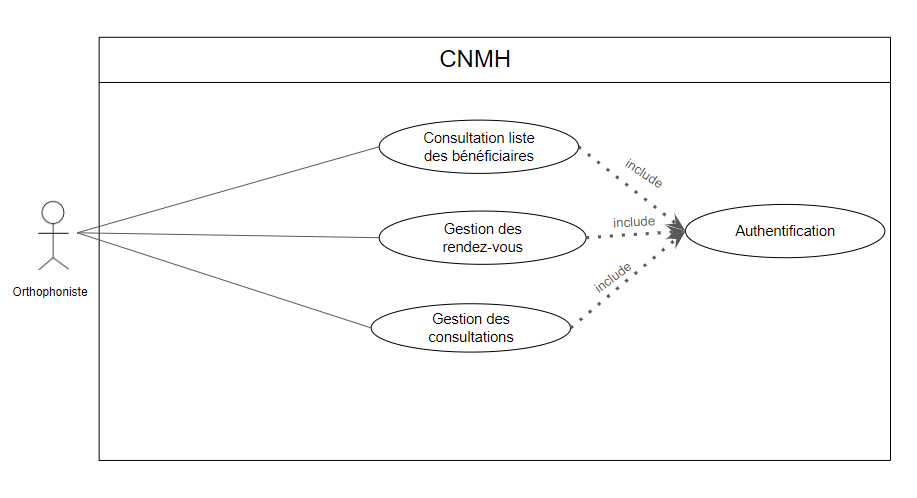 CNMH
Consultation liste
des bénéficiaires
include
Gestion des
rendez-vous
include
Authentification
Orthophoniste
include
Gestion des
consultations